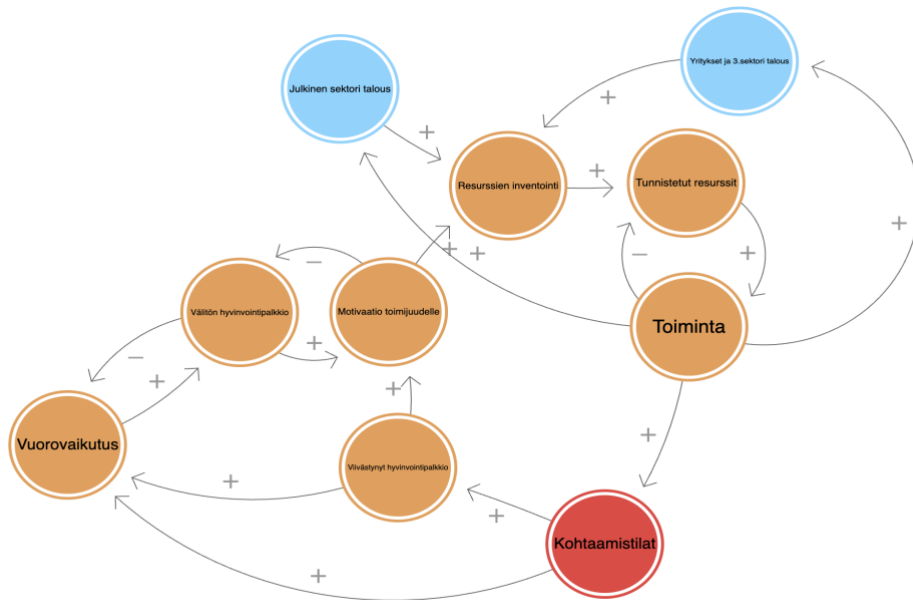 Yritykset ja 3.sektori talous
Julkinen sektori talous
+
+
Resurssien inventointi
+
Tunnistetut resurssit
+
+
+
−
+
−
Välitön hyvinvointipalkkio
Motivaatio toimijuudelle
Toiminta
+
−
+
+
Vuorovaikutus
+
Viivästynyt hyvinvointipalkkio
+
+
Kohtaamistilat
+